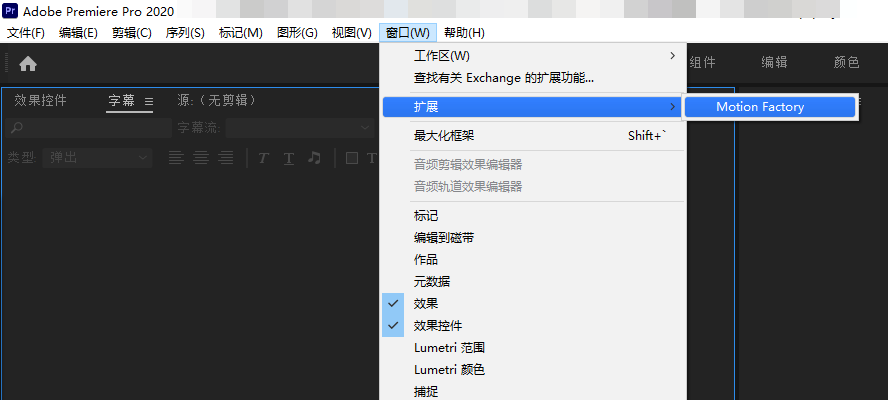 Pr Adobe Premiere Pro 2020
文件(F) 编辑(E) 剪辑(C) 序列(S) 标记(M) 图形(G) 视图(V) 窗口(W) 帮助(H)
工作区(W)
组件 编辑 颜色
查找有关 Exchange 的扩展功能...
效果控件 字幕 源:（无剪辑）
扩展 Motion Factory
字幕流:
最大化框架 Shift+`
类型: 弹出 T T T
音频剪辑效果编辑器
音频轨道效果编辑器
标记
编辑到磁带
作品
元数据
效果
效果控件
Lumetri 范围
Lumetri 颜色
捕捉